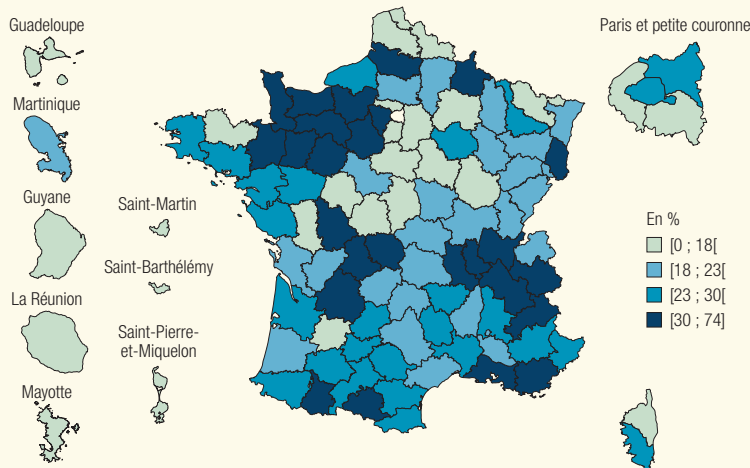 Guadeloupe
Martinique
Guyane
La Réunion
Mayotte
Saint-Martin
Saint-Barthélémy
Saint-Pierre-
et-Miquelon
Paris et petite couronne
En %
[0 ; 18[
[18 ; 23[
[23 ; 30[
[30 ; 74]